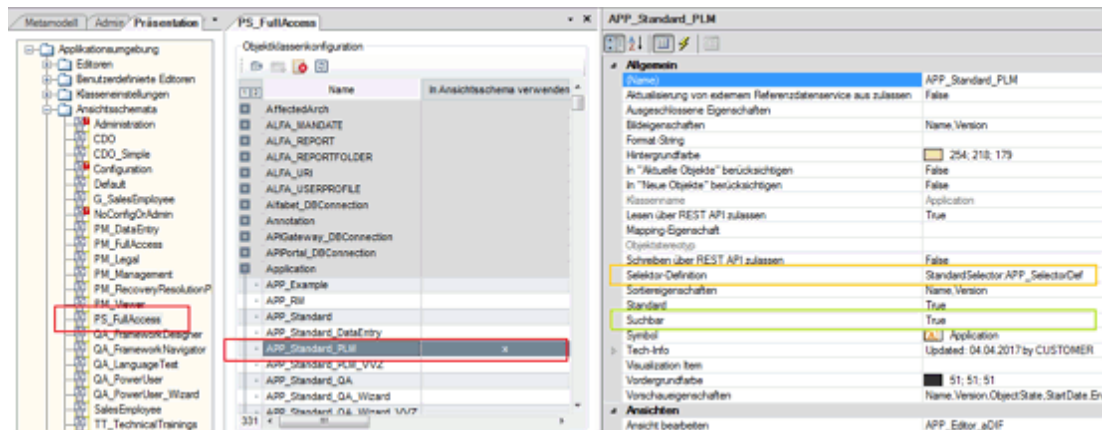 Metamodell Admin Präsentation
Applikationsumgebung
Editoren
Benutzerdefinierte Editoren
Klasseneinstellungen
Ansichtsschemata
Administration
CDO
CDO_Simple
Configuration
Default
G_SalesEmployee
NoConfigOrAdmin
PM_DataEntry
PM_FullAccess
PM_Legal
PM_Management
PM_RecoveryResolutionP
PM_Viewer
PS_FullAccess
QA_FrameworkDesigner
QA_FrameworkNavigator
QA_LanguageTest
QA_PowerUser
QA_PowerUser_Wizard
SalesEmployee
TT_TechnicalTrainings
PS_FullAccess
Objektklassenkonfiguration
Name In Ansichtsschema verwenden
AffectedArch
ALFA_MANDATE
ALFA_REPORT
ALFA_REPORTFOLDER
ALFA_URI
ALFA_USERPROFILE
Alfabet_DBConnection
Annotation
APIGateway_DBConnection
APIPortal_DBConnection
Application
APP_Example
APP_RM
APP_Standard
APP_Standard_DataEntry
APP_Standard_PLM x
APP_Standard_PLM_VVZ
APP_Standard_QA
APP_Standard_QA_Wizard
APP_Standard_QA_Wizard_VVZ
331
APP_Standard_PLM
Allgemein
(Name) APP_Standard_PLM
Aktualisierung von externem Referenzdatenservice aus zulassen False
Ausgeschlossene Eigenschaften
Bildeigenschaften Name,Version
Format-String
Hintergrundfarbe 254; 218; 179
In "Aktuelle Objekte" berücksichtigen False
In "Neue Objekte" berücksichtigen False
Klassenname Application
Lesen über REST API zulassen True
Mapping-Eigenschaft
Objektstereotyp
Schreiben über REST API zulassen False
Selektor-Definition StandardSelector:APP_SelectorDef
Sortiereigenschaften Name,Version
Standard True
Suchbar True
Symbol Application
Tech-Info Updated: 04.04.2017 by CUSTOMER
Visualization Item
Vordergrundfarbe 51; 51; 51
Vorschaueigenschaften Name,Version,ObjectState,StartDate,En
Ansichten
Ansicht bearbeiten APP_Editor_aDIF